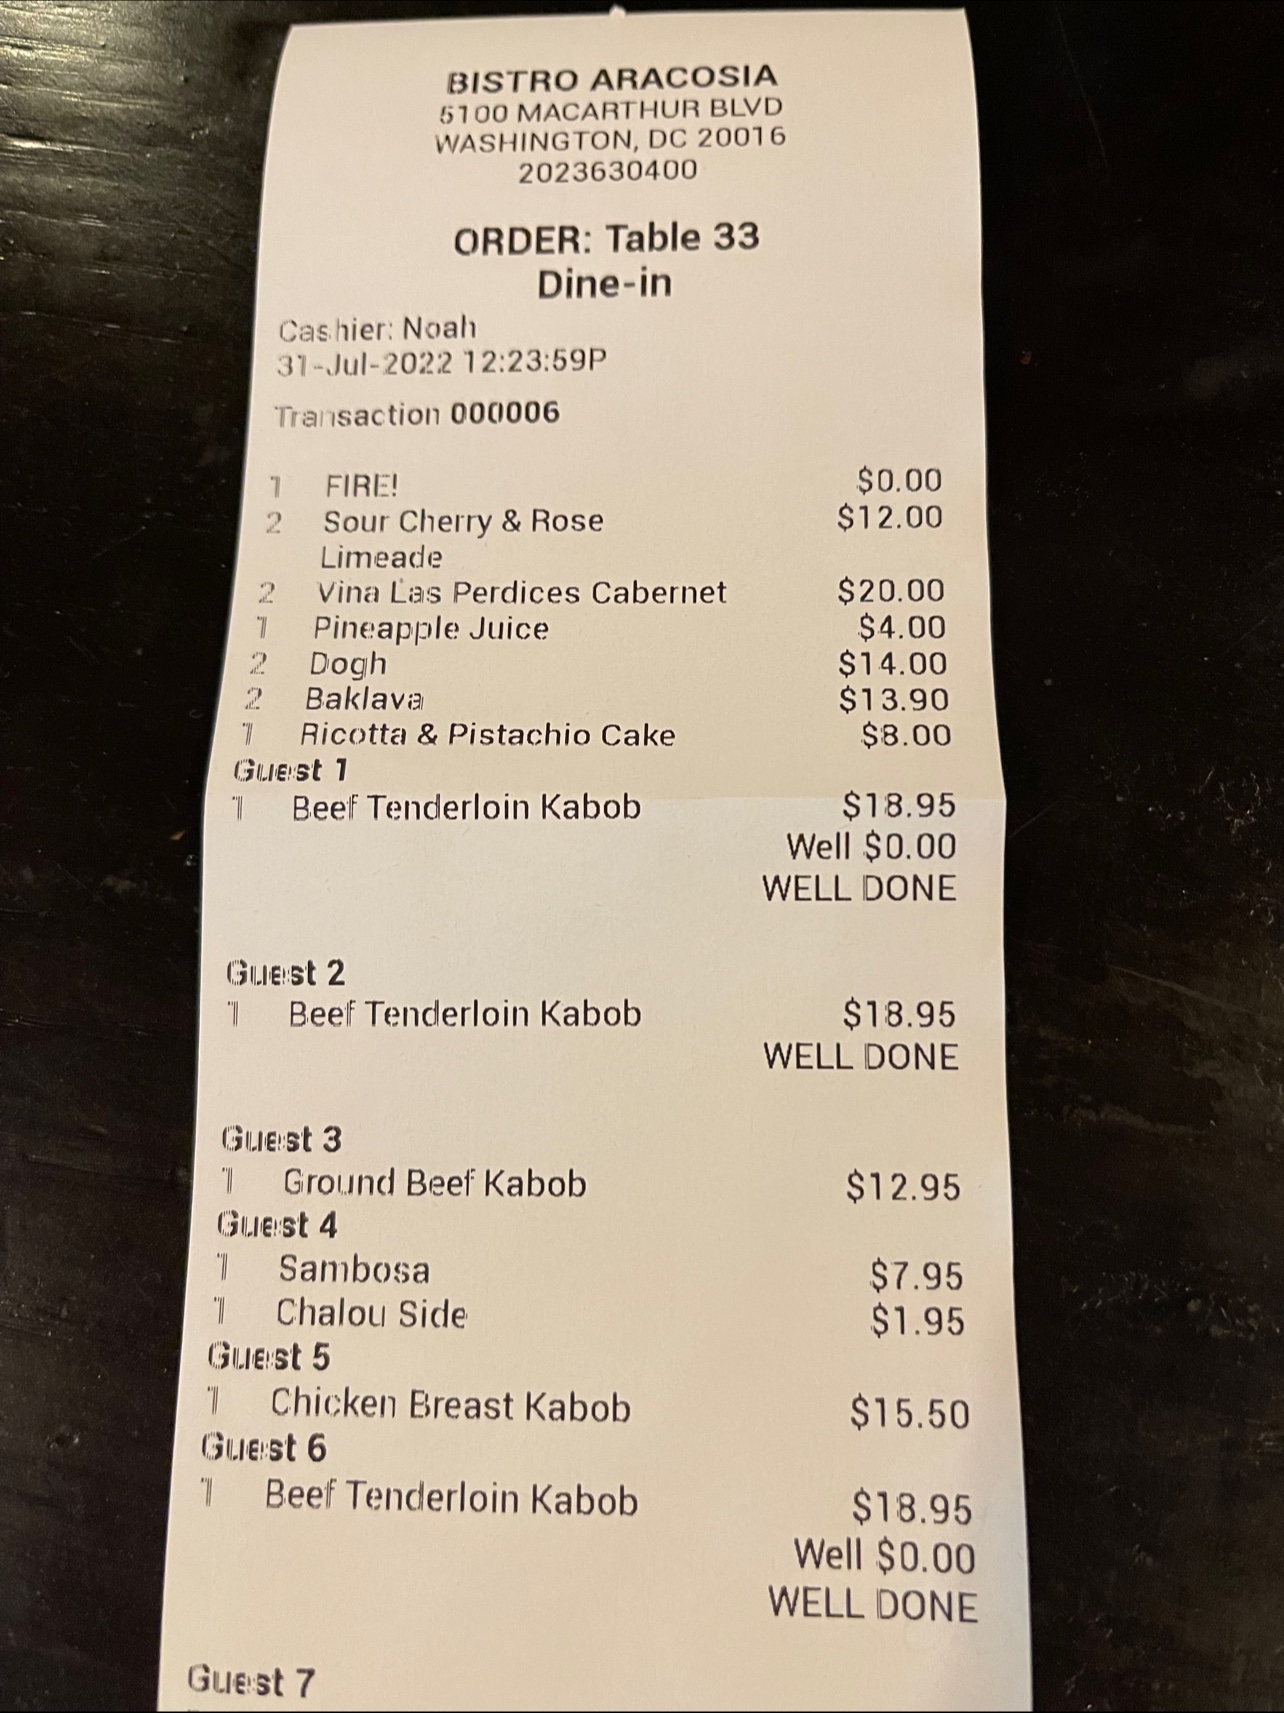 BISTRO ARACOSIA
5100 MACARTHUR BLVD
WASHINGTON, DC 20016
2023630400
ORDER: Table 33
Dine-in
Cashier: Noah
31-Jul-2022 12:23:59P
Transaction 000006
1 FIRE! $0.00
2 Sour Cherry & Rose $12.00
Limeade
2 Vina Las Perdices Cabernet $20.00
1 Pineapple Juice $4.00
2 Dogh $14.00
2 Baklava $13.90
1 Ricotta & Pistachio Cake $8.00
Guest 1
1 Beef Tenderloin Kabob $18.95
Well $0.00
WELL DONE
Guest 2
1 Beef Tenderloin Kabob $18.95
WELL DONE
Guest 3
1 Ground Beef Kabob $12.95
Guest 4
1 Sambosa $7.95
1 Chalou Side $1.95
Guest 5
1 Chicken Breast Kabob $15.50
Guest 6
1 Beef Tenderloin Kabob $18.95
Well $0.00
WELL DONE
Guest 7